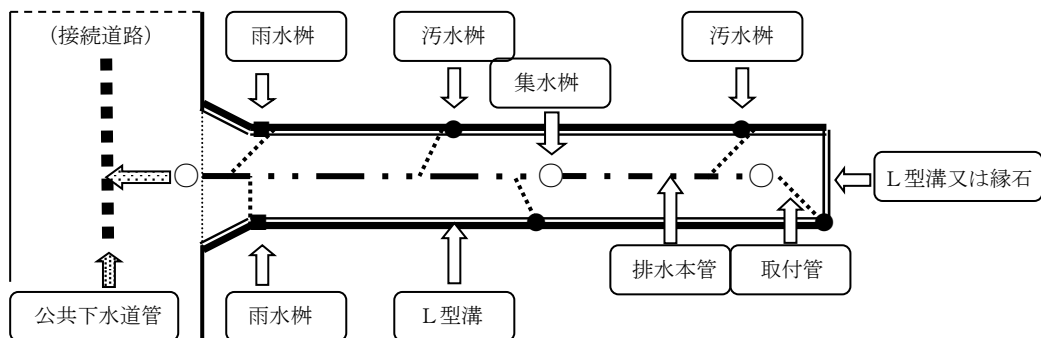 (接続道路)
雨水桝
汚水桝
汚水桝
集水桝
L型溝又は縁石
公共下水道管
雨水桝
L型溝
排水本管
取付管